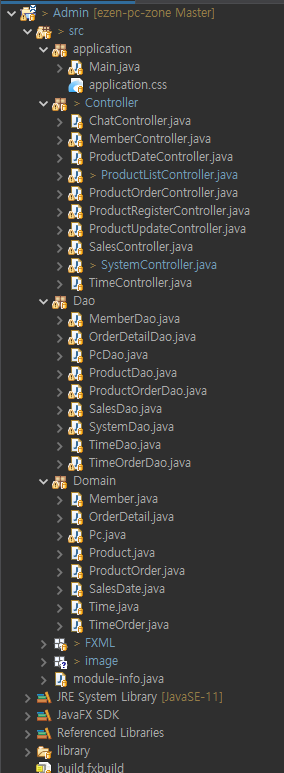 > Admin [ezen-pc-zone Master]
> src
application
Main.java
application.css
> Controller
ChatController.java
MemberController.java
ProductDateController.java
> ProductListController.java
ProductOrderController.java
ProductRegisterController.java
ProductUpdateController.java
SalesController.java
> SystemController.java
TimeController.java
Dao
MemberDao.java
OrderDetailDao.java
PcDao.java
ProductDao.java
ProductOrderDao.java
SalesDao.java
SystemDao.java
TimeDao.java
TimeOrderDao.java
Domain
Member.java
OrderDetail.java
Pc.java
Product.java
ProductOrder.java
SalesDate.java
Time.java
TimeOrder.java
> FXML
> image
module-info.java
JRE System Library [JavaSE-11]
JavaFX SDK
Referenced Libraries
library
build.fxbuild